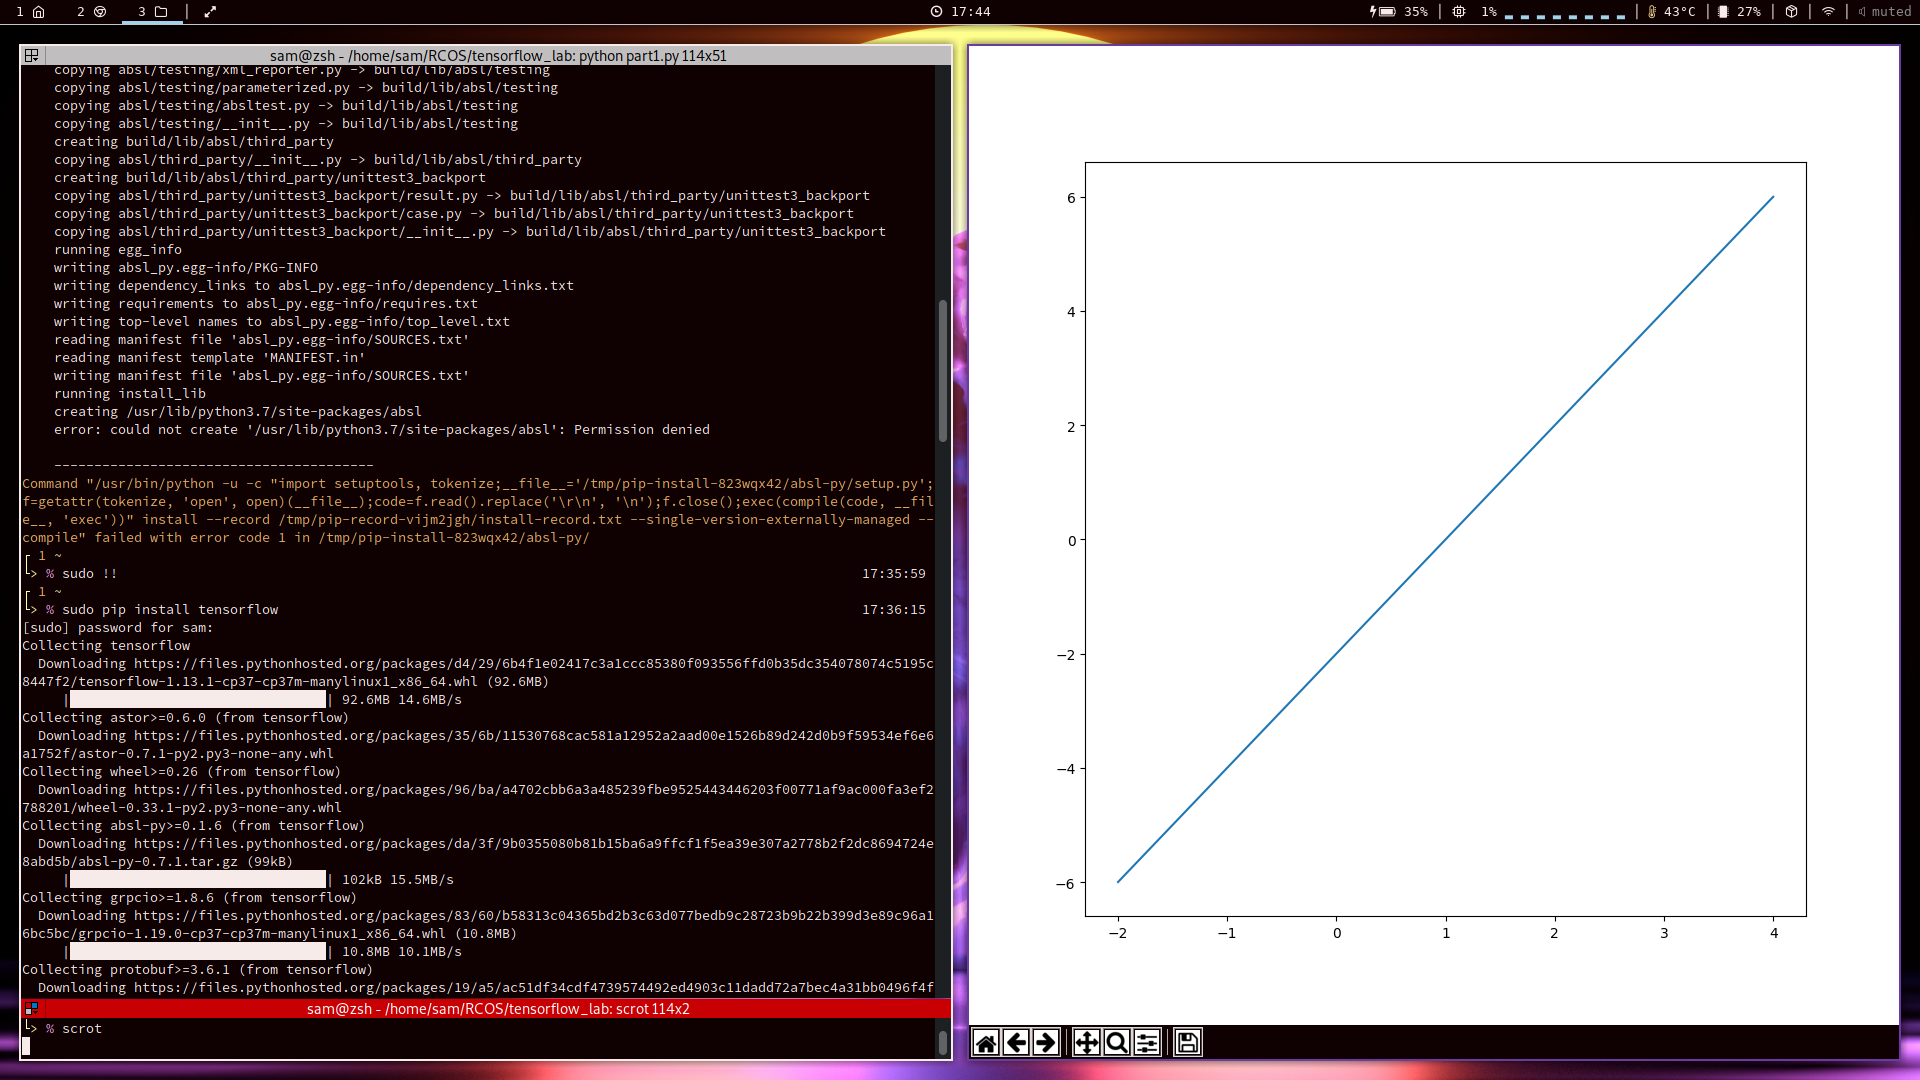 1 2 3 17:44 35% 1% 43°C 27% muted
sam@zsh - /home/sam/RCOS/tensorflow_lab: python part1.py 114x51
copying absl/testing/xml_reporter.py -> build/lib/absl/testing
copying absl/testing/parameterized.py -> build/lib/absl/testing
copying absl/testing/absltest.py -> build/lib/absl/testing
copying absl/testing/__init__.py -> build/lib/absl/testing
creating build/lib/absl/third_party
copying absl/third_party/__init__.py -> build/lib/absl/third_party
creating build/lib/absl/third_party/unittest3_backport
copying absl/third_party/unittest3_backport/result.py -> build/lib/absl/third_party/unittest3_backport
copying absl/third_party/unittest3_backport/case.py -> build/lib/absl/third_party/unittest3_backport
copying absl/third_party/unittest3_backport/__init__.py -> build/lib/absl/third_party/unittest3_backport
running egg_info
writing absl_py.egg-info/PKG-INFO
writing dependency_links to absl_py.egg-info/dependency_links.txt
writing requirements to absl_py.egg-info/requires.txt
writing top-level names to absl_py.egg-info/top_level.txt
reading manifest file 'absl_py.egg-info/SOURCES.txt'
reading manifest template 'MANIFEST.in'
writing manifest file 'absl_py.egg-info/SOURCES.txt'
running install_lib
creating /usr/lib/python3.7/site-packages/absl
error: could not create '/usr/lib/python3.7/site-packages/absl': Permission denied
----------------------------------------
Command "/usr/bin/python -u -c "import setuptools, tokenize;__file__='/tmp/pip-install-823wqx42/absl-py/setup.py';
f=getattr(tokenize, 'open', open)(__file__);code=f.read().replace('\r\n', '\n');f.close();exec(compile(code, __fil
e__, 'exec'))" install --record /tmp/pip-record-vijm2jgh/install-record.txt --single-version-externally-managed --
compile" failed with error code 1 in /tmp/pip-install-823wqx42/absl-py/
┌ 1 ~
└> % sudo !! 17:35:59
┌ 1 ~
└> % sudo pip install tensorflow 17:36:15
[sudo] password for sam:
Collecting tensorflow
Downloading https://files.pythonhosted.org/packages/d4/29/6b4f1e02417c3a1ccc85380f093556ffd0b35dc354078074c5195c
8447f2/tensorflow-1.13.1-cp37-cp37m-manylinux1_x86_64.whl (92.6MB)
| | 92.6MB 14.6MB/s
Collecting astor>=0.6.0 (from tensorflow)
Downloading https://files.pythonhosted.org/packages/35/6b/11530768cac581a12952a2aad00e1526b89d242d0b9f59534ef6e6
a1752f/astor-0.7.1-py2.py3-none-any.whl
Collecting wheel>=0.26 (from tensorflow)
Downloading https://files.pythonhosted.org/packages/96/ba/a4702cbb6a3a485239fbe9525443446203f00771af9ac000fa3ef2
788201/wheel-0.33.1-py2.py3-none-any.whl
Collecting absl-py>=0.1.6 (from tensorflow)
Downloading https://files.pythonhosted.org/packages/da/3f/9b0355080b81b15ba6a9ffcf1f5ea39e307a2778b2f2dc8694724e
8abd5b/absl-py-0.7.1.tar.gz (99kB)
| | 102kB 15.5MB/s
Collecting grpcio>=1.8.6 (from tensorflow)
Downloading https://files.pythonhosted.org/packages/83/60/b58313c04365bd2b3c63d077bedb9c28723b9b22b399d3e89c96a1
6bc5bc/grpcio-1.19.0-cp37-cp37m-manylinux1_x86_64.whl (10.8MB)
| | 10.8MB 10.1MB/s
Collecting protobuf>=3.6.1 (from tensorflow)
Downloading https://files.pythonhosted.org/packages/19/a5/ac51df34cdf4739574492ed4903c11dadd72a7bec4a31bb0496f4f
sam@zsh - /home/sam/RCOS/tensorflow_lab: scrot 114x2
└> % scrot
6
4
2
0
−2
−4
−6
−2 −1 0 1 2 3 4